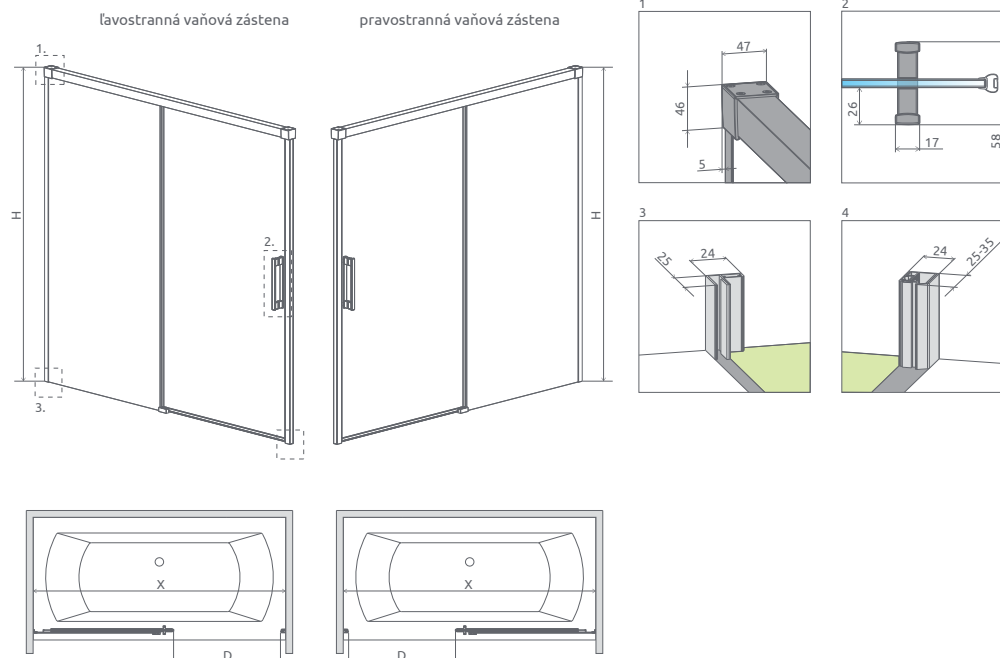 ľavostranná vaňová zástena
pravostranná vaňová zástena
1.
H
2.
3.
H
1
47
46
5
2
26
17
58
3
25
24
4
24
25-35
X
D
X
D